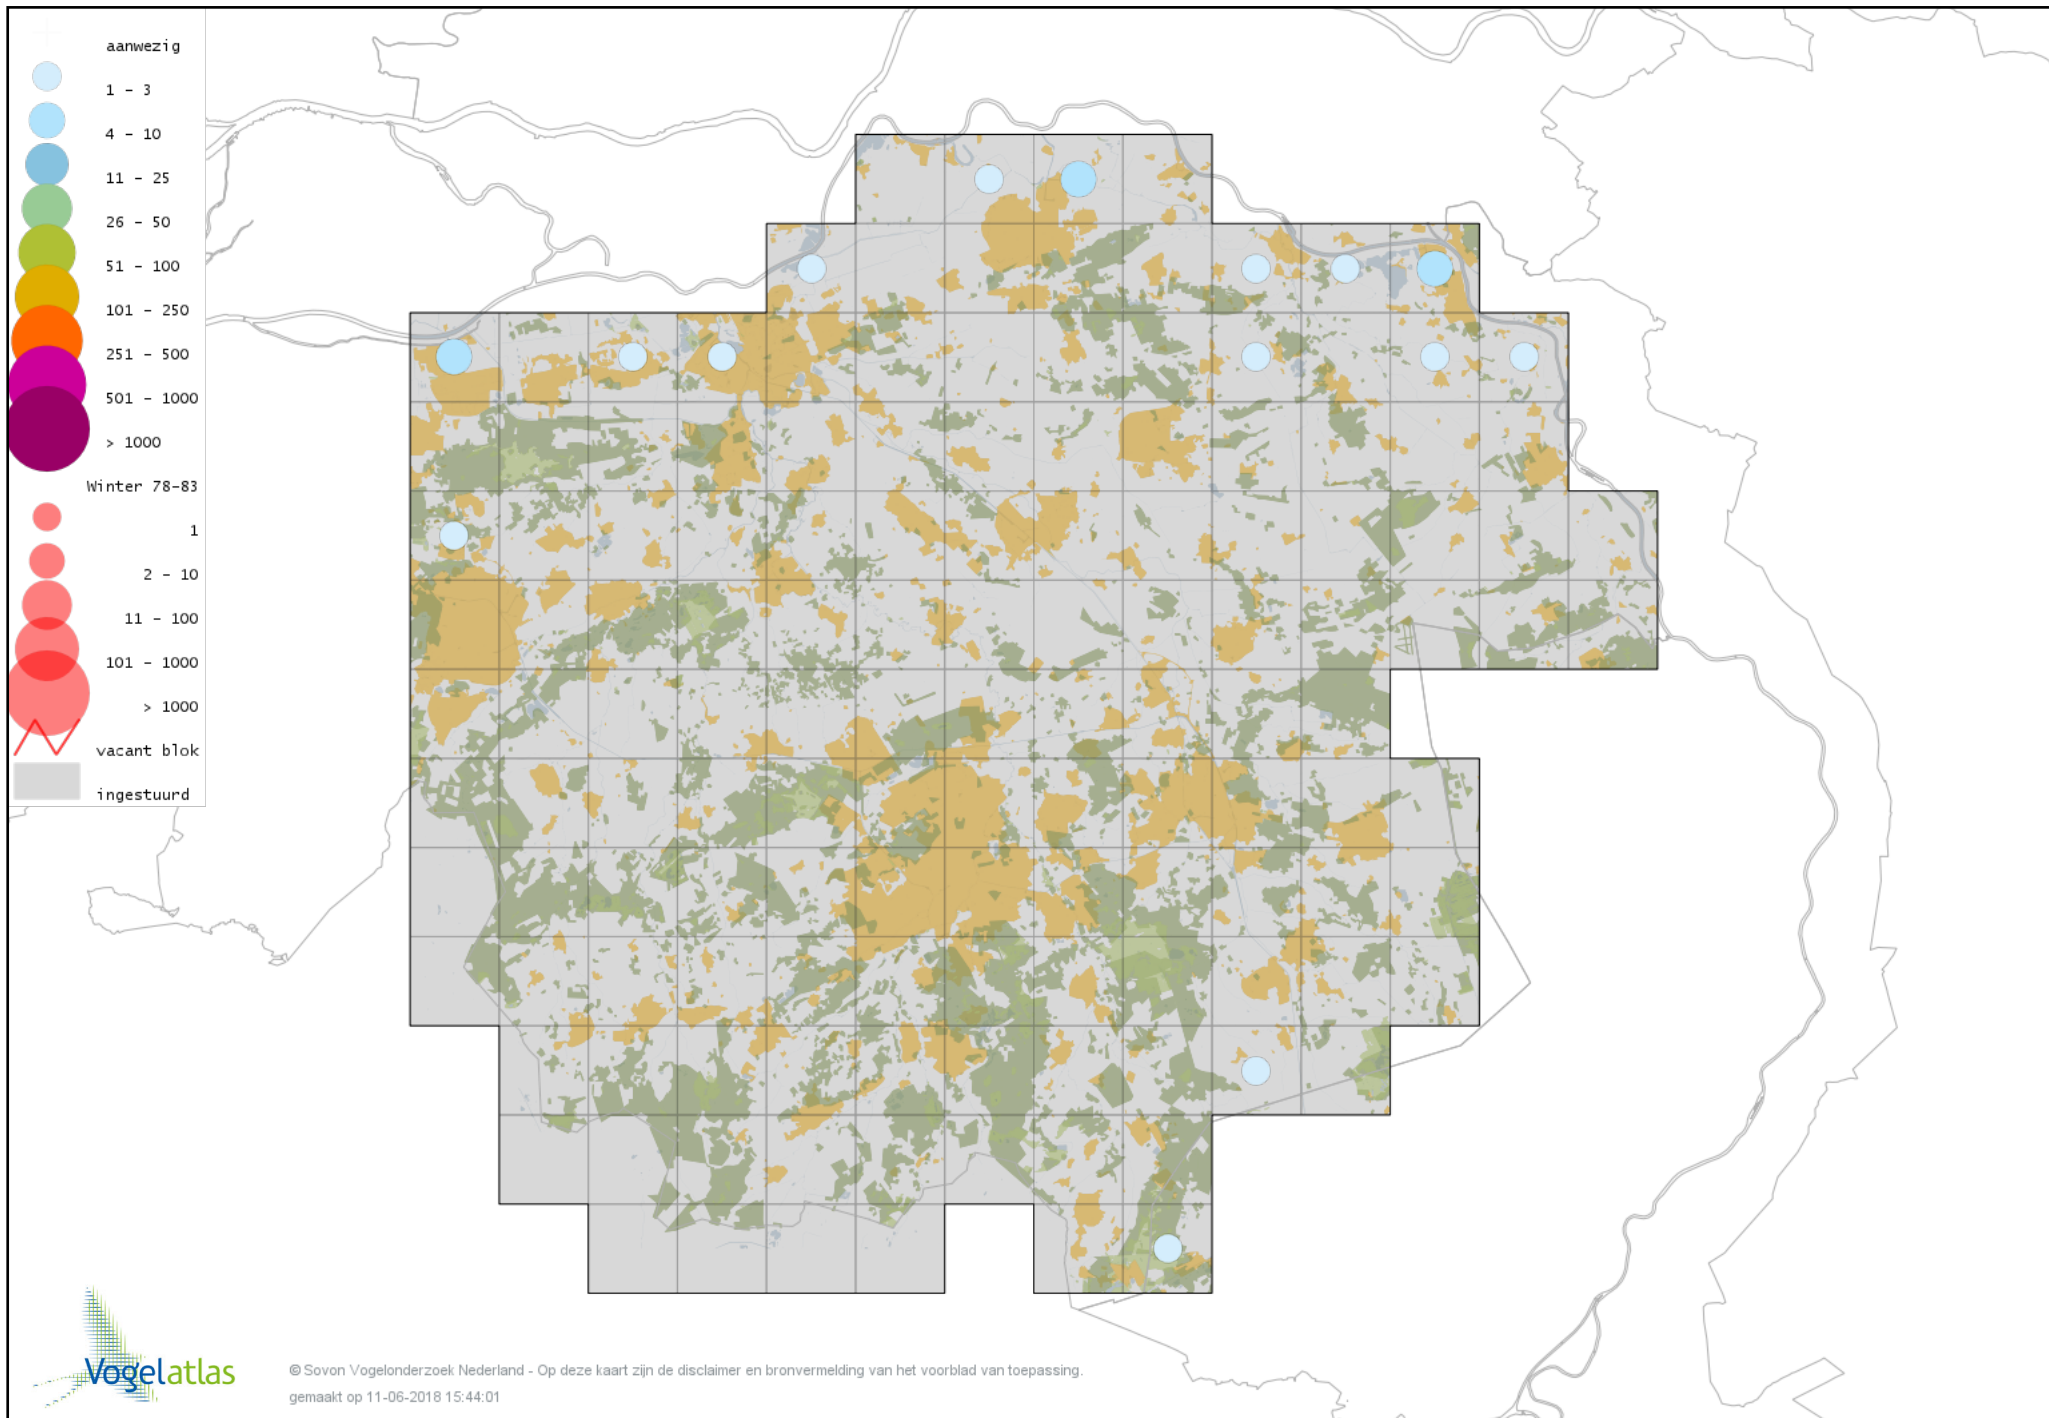 aanwezig
1 - 3
4 - 10
11 - 25
26 - 50
51 - 100
101 - 250
251 - 500
501 - 1000
> 1000
Winter 78-83
1
2 - 10
11 - 100
101 - 1000
> 1000
vacant blok
ingestuurd
Vogelatlas
© Sovon Vogelonderzoek Nederland - Op deze kaart zijn de disclaimer en bronvermelding van het voorblad van toepassing.
gemaakt op 11-06-2018 15:44:01